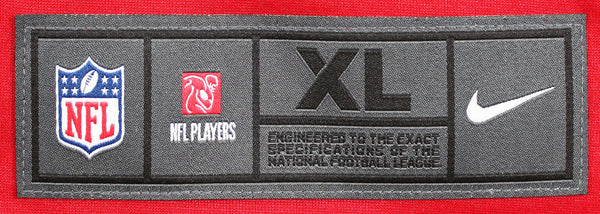 NFL
NFL PLAYERS
XL
ENGINEERED TO THE EXACT
SPECIFICATIONS OF THE
NATIONAL FOOTBALL LEAGUE